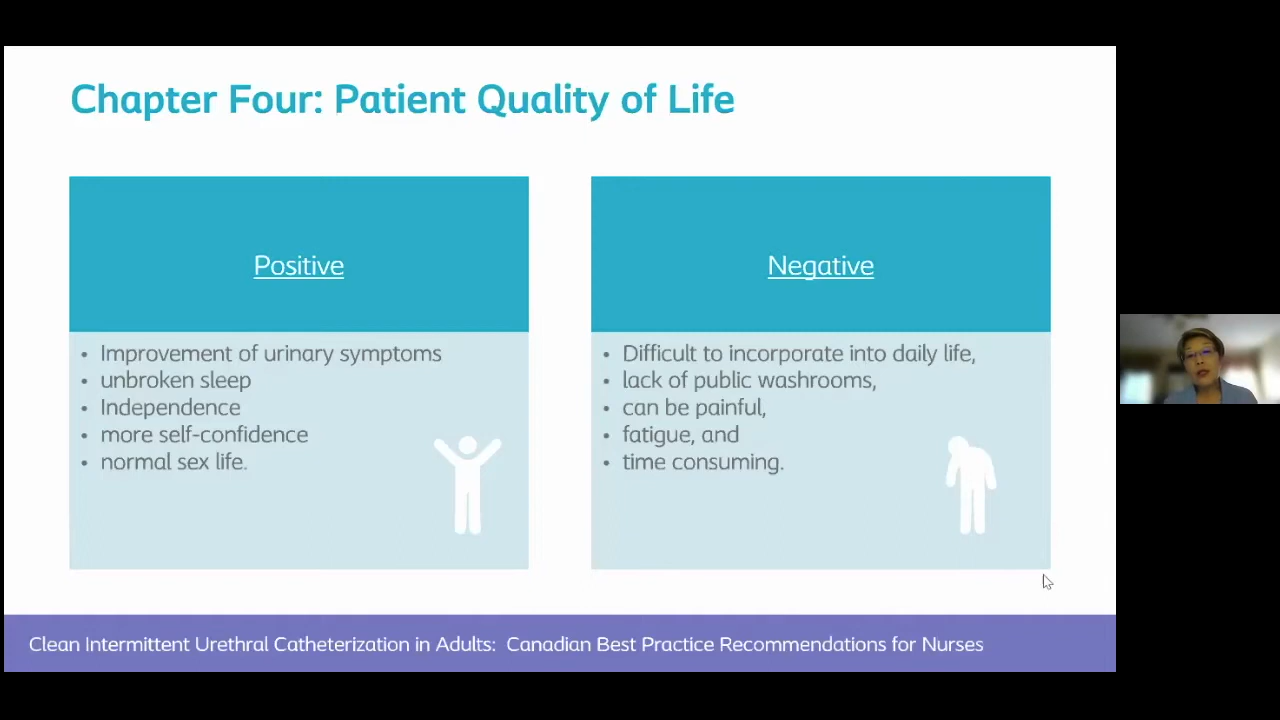 Chapter Four: Patient Quality of Life
Positive
• Improvement of urinary symptoms
• unbroken sleep
• Independence
• more self-confidence
• normal sex life.
Negative
• Difficult to incorporate into daily life,
• lack of public washrooms,
• can be painful,
• fatigue, and
• time consuming.
Clean Intermittent Urethral Catheterization in Adults: Canadian Best Practice Recommendations for Nurses